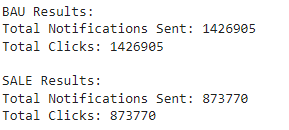 BAU Results:
Total Notifications Sent: 1426905
Total Clicks: 1426905
SALE Results:
Total Notifications Sent: 873770
Total Clicks: 873770